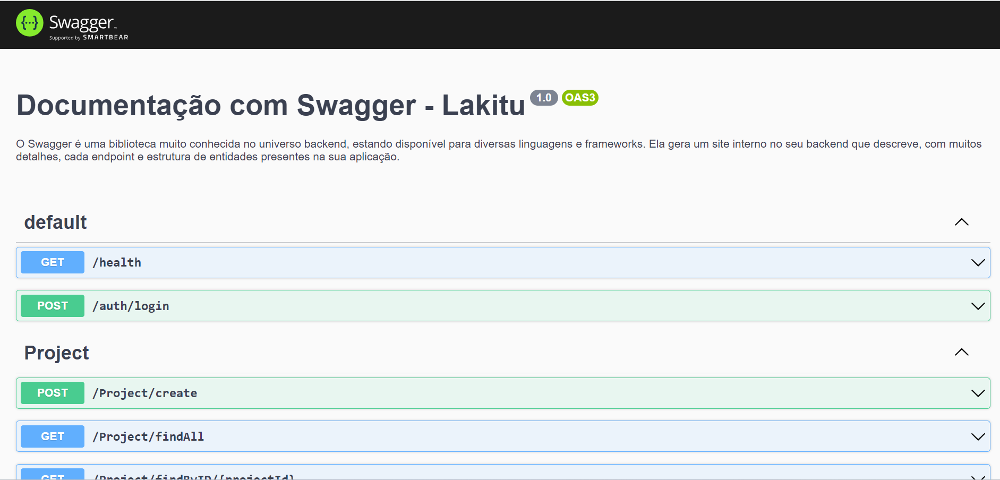 {···} Swagger™
Supported by SMARTBEAR
Documentação com Swagger - Lakitu 1.0 OAS3
O Swagger é uma biblioteca muito conhecida no universo backend, estando disponível para diversas linguagens e frameworks. Ela gera um site interno no seu backend que descreve, com muitos
detalhes, cada endpoint e estrutura de entidades presentes na sua aplicação.
default
GET /health
POST /auth/login
Project
POST /Project/create
GET /Project/findAll
GET /Project/findByID/{projectId}